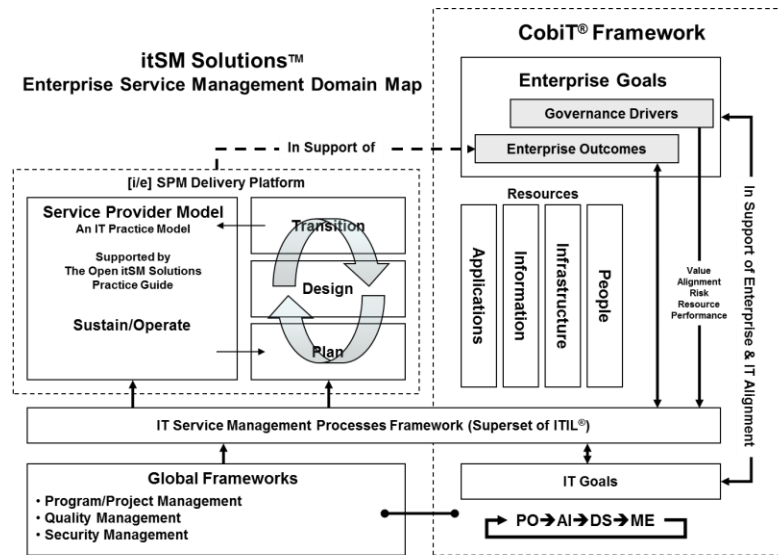 itSM Solutions™
Enterprise Service Management Domain Map
CobiT® Framework
Enterprise Goals
Governance Drivers
Enterprise Outcomes
In Support of
[i/e] SPM Delivery Platform
Service Provider Model
An IT Practice Model
Supported by
The Open itSM Solutions
Practice Guide
Sustain/Operate
Transition
Design
Plan
Resources
Applications
Information
Infrastructure
People
Value
Alignment
Risk
Resource
Performance
In Support of Enterprise & IT Alignment
IT Service Management Processes Framework (Superset of ITIL®)
Global Frameworks
• Program/Project Management
• Quality Management
• Security Management
IT Goals
PO➔AI➔DS➔ME